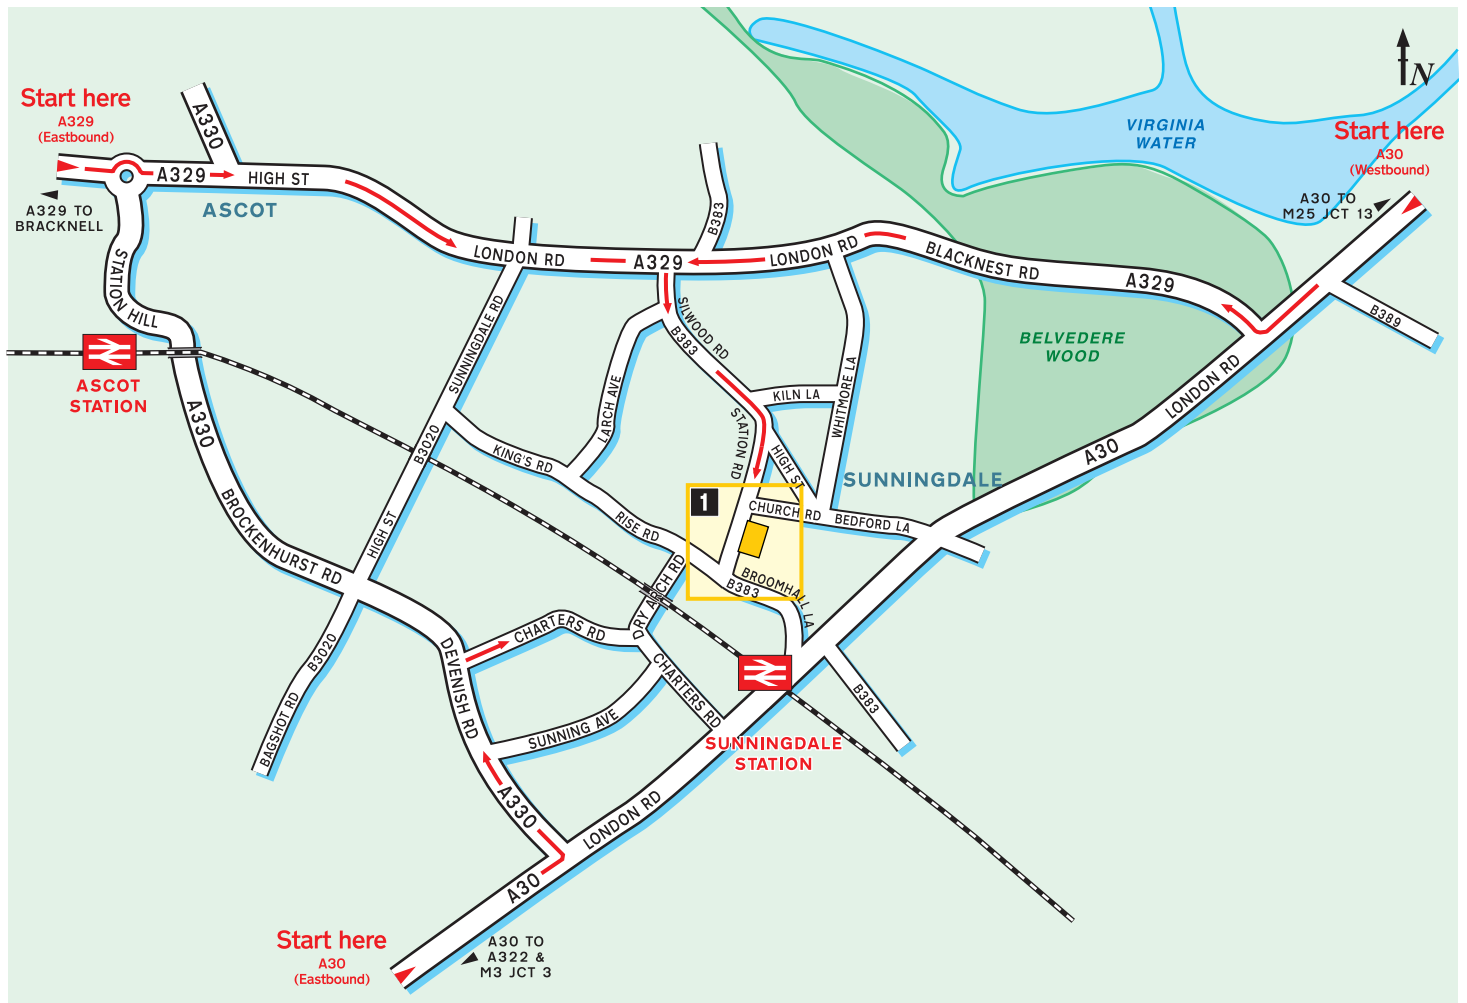 N
Start here
A329
(Eastbound)
A330
A329
HIGH ST
ASCOT
A329 TO
BRACKNELL
VIRGINIA
WATER
Start here
A30
(Westbound)
A30 TO
M25 JCT 13
B383
LONDON RD
A329
LONDON RD
BLACKNEST RD
A329
STATION HILL
B389
SILWOOD RD
B383
SUNNINGDALE RD
BELVEDERE
WOOD
ASCOT
STATION
LARCH AVE
KILN LA
WHITMORE LA
LONDON RD
A330
B3020
KING'S RD
STATION RD
HIGH ST
A30
SUNNINGDALE
1
CHURCH RD
BEDFORD LA
BROCKENHURST RD
HIGH ST
RISE RD
BROOMHALL LA
B383
DRY ARCH RD
CHARTERS RD
B3020
DEVENISH RD
CHARTERS RD
B383
BAGSHOT RD
SUNNING AVE
SUNNINGDALE
STATION
A330
LONDON RD
A30
Start here
A30
(Eastbound)
A30 TO
A322 &
M3 JCT 3